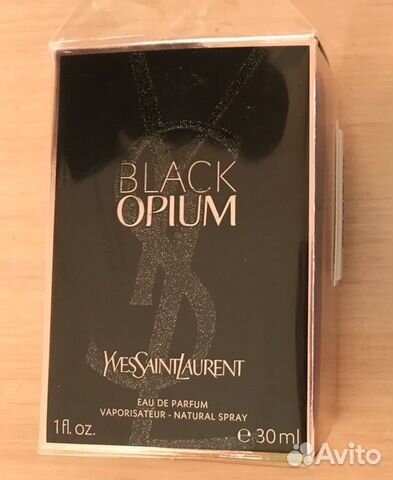 BLACK
OPIUM
YVESSAINTLAURENT
EAU DE PARFUM
VAPORISATEUR - NATURAL SPRAY
1 fl. oz. e 30 ml
Avito